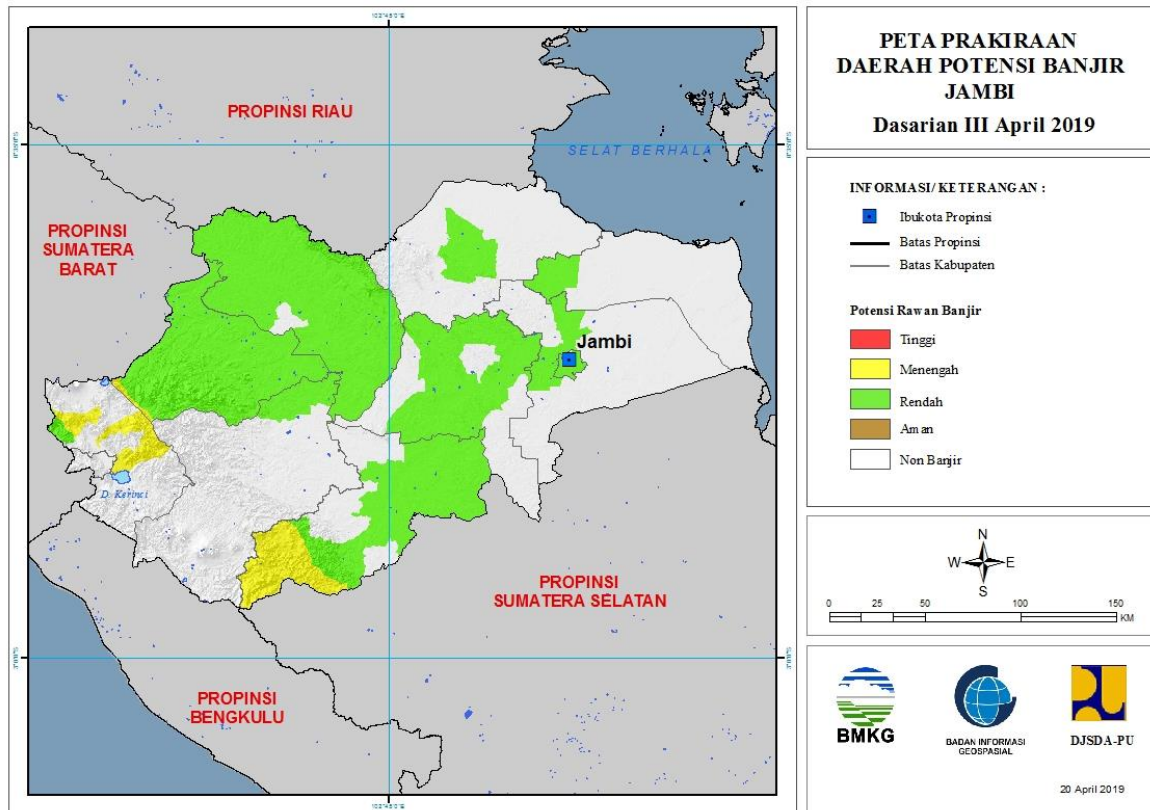 PETA PRAKIRAAN
DAERAH POTENSI BANJIR
JAMBI
Dasarian III April 2019
INFORMASI/ KETERANGAN :
Ibukota Propinsi
Batas Propinsi
Batas Kabupaten
Potensi Rawan Banjir
Tinggi
Menengah
Rendah
Aman
Non Banjir
N
W
E
S
0 25 50 100 150
KM
BMKG
BADAN INFORMASI
GEOSPASIAL
DJSDA-PU
20 April 2019
PROPINSI RIAU
SELAT BERHALA
PROPINSI
SUMATERA
BARAT
Jambi
D. Kerinci
PROPINSI
SUMATERA SELATAN
PROPINSI
BENGKULU